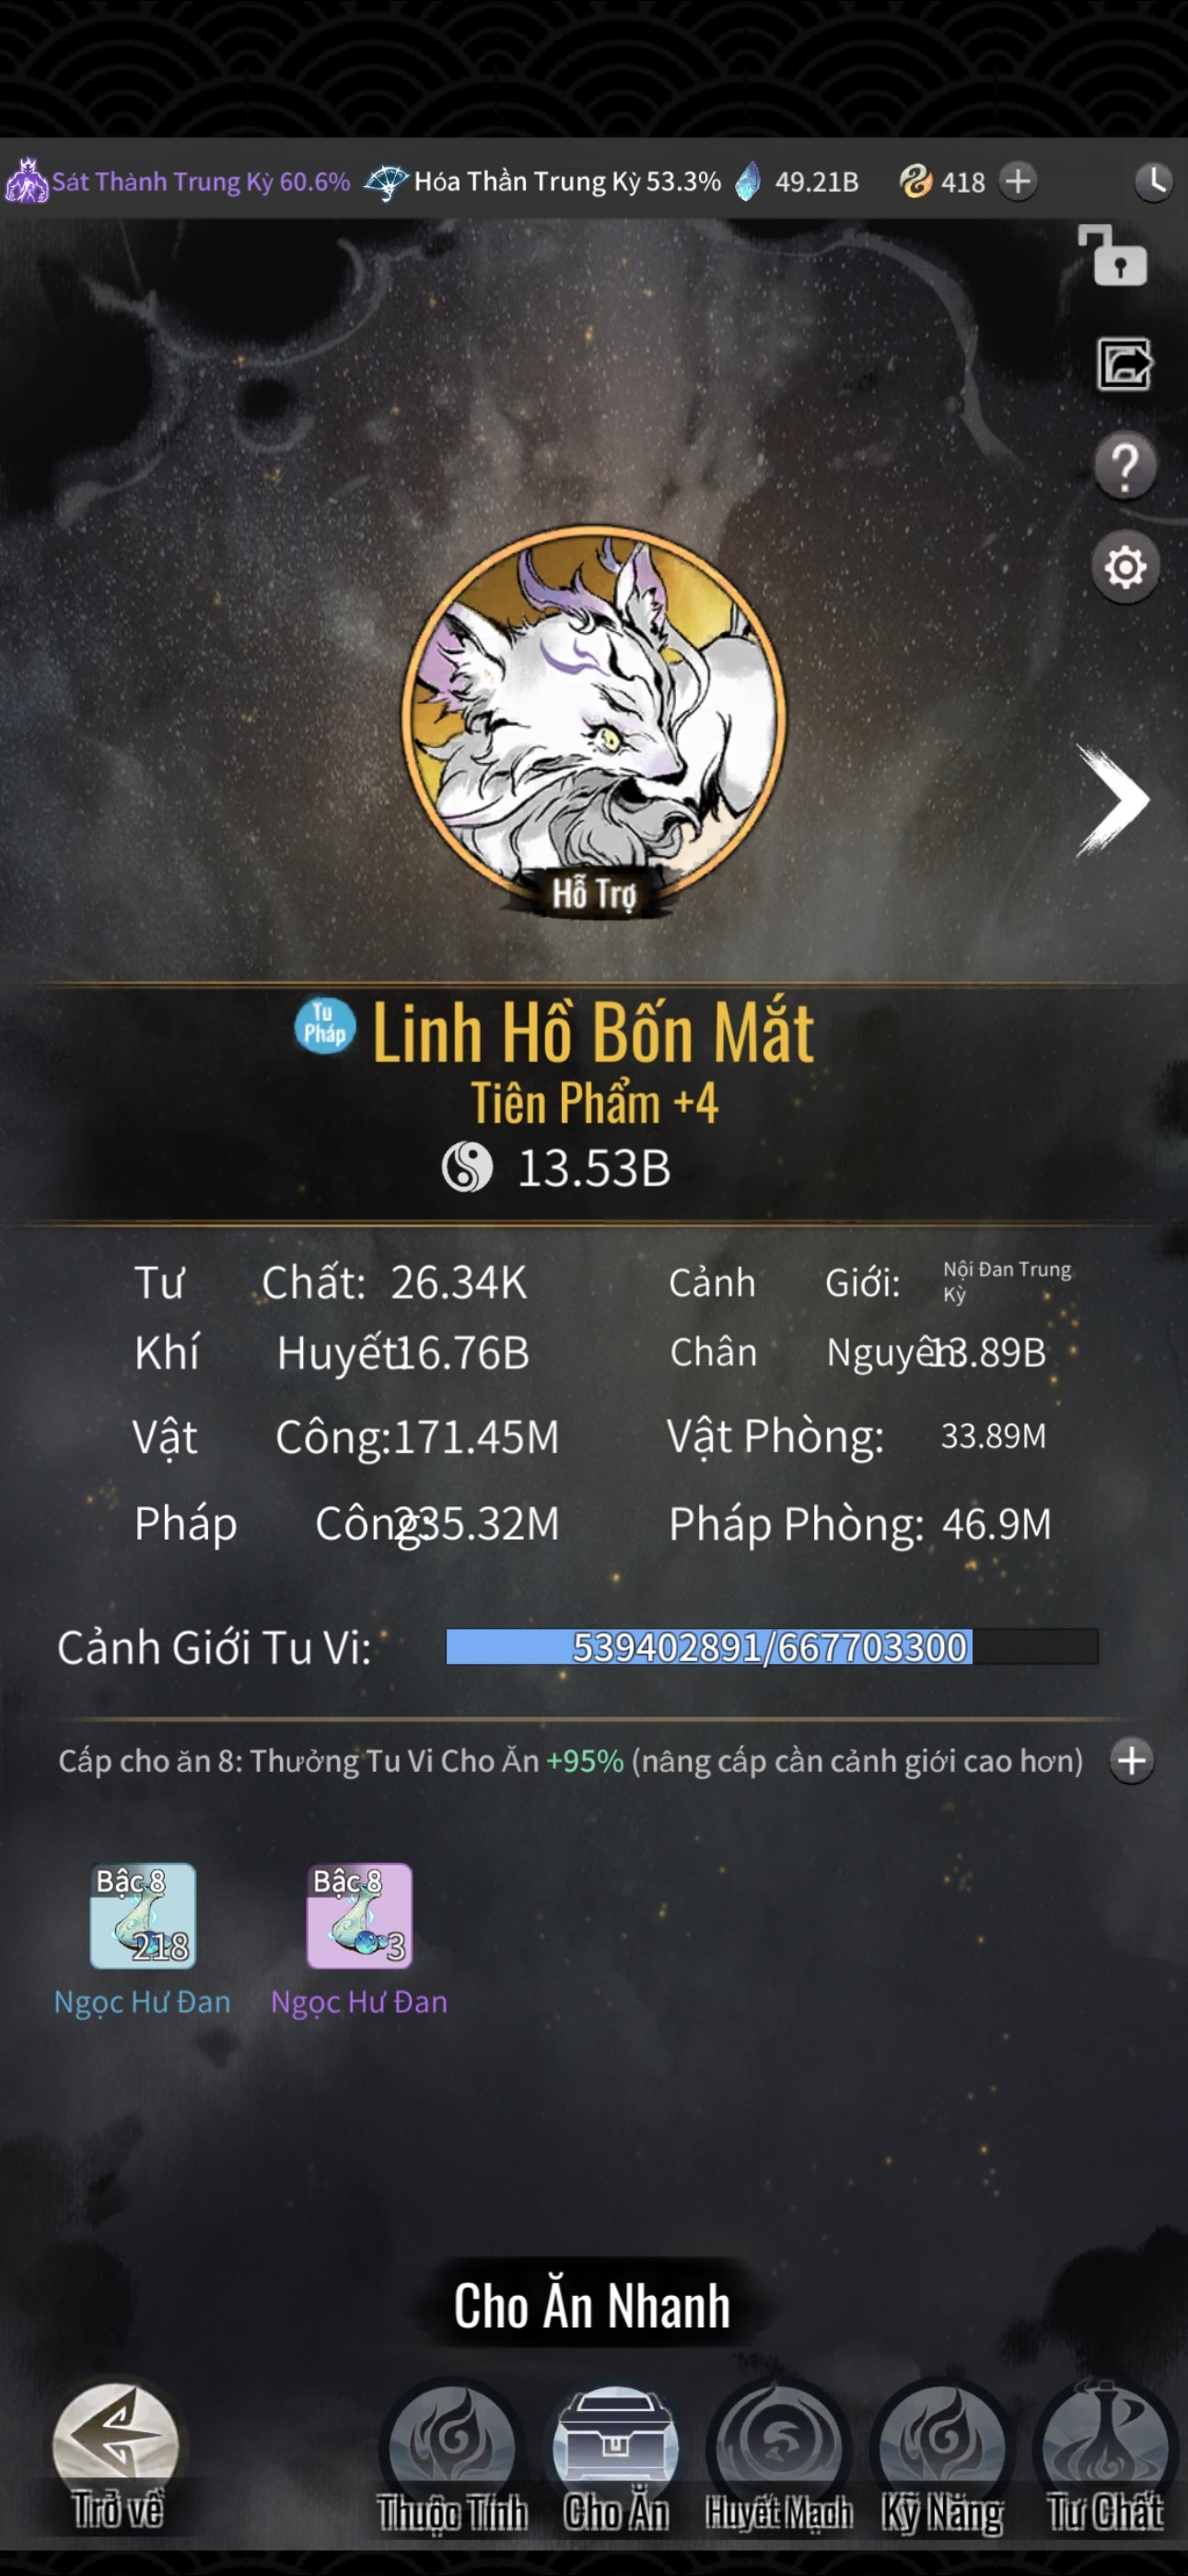 Sát Thành Trung Kỳ 60.6% Hóa Thần Trung Kỳ 53.3% 49.21B 418
Hỗ Trợ
Tu Pháp
Linh Hồ Bốn Mắt
Tiên Phẩm +4
13.53B
Tư Chất: 26.34K Cảnh Giới: Nội Đan Trung Kỳ
Khí Huyết: 16.76B Chân Nguyên: 13.89B
Vật Công: 171.45M Vật Phòng: 33.89M
Pháp Công: 235.32M Pháp Phòng: 46.9M
Cảnh Giới Tu Vi: 539402891/667703300
Cấp cho ăn 8: Thưởng Tu Vi Cho Ăn +95% (nâng cấp cần cảnh giới cao hơn)
Bậc 8 Bậc 8
218 3
Ngọc Hư Đan Ngọc Hư Đan
Cho Ăn Nhanh
Trở về Thuộc Tính Cho Ăn Huyết Mạch Kỹ Năng Tư Chất